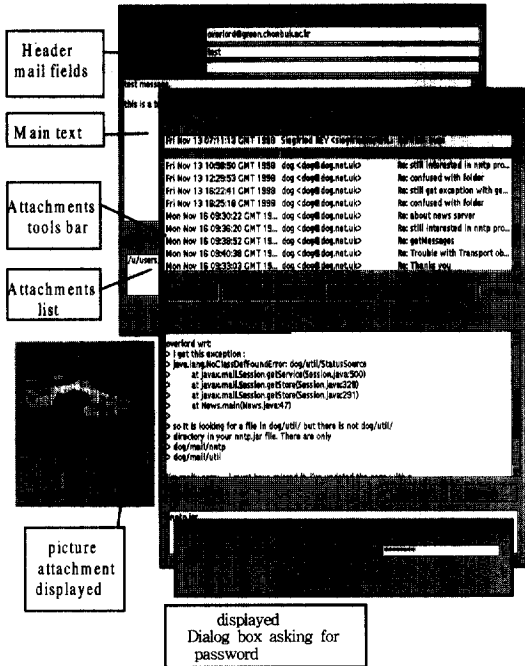 Header
mail fields
Main text
Attachments
tools bar
Attachments
list
picture
attachment
displayed
overlord@green.chonbuk.ac.kr
test
test message.
this is a b
Fri Nov 13 07:11:13 GMT 1998
Fri Nov 13 10:58:50 GMT 1998 dog <dog@dog.net.uk> Re: still interested in nntp pro...
Fri Nov 13 12:29:53 GMT 1998 dog <dog@dog.net.uk> Re: confused with folder
Fri Nov 13 16:22:41 GMT 1998 dog <dog@dog.net.uk> Re: still get exception with ge...
Fri Nov 13 18:25:18 GMT 1998 dog <dog@dog.net.uk> Re: confused with folder
Mon Nov 16 09:30:22 GMT 19... dog <dog@dog.net.uk> Re: about news server
Mon Nov 16 09:36:20 GMT 19... dog <dog@dog.net.uk> Re: still interested in nntp pro...
Mon Nov 16 09:38:52 GMT 19... dog <dog@dog.net.uk> Re: getMessages
Mon Nov 16 09:40:38 GMT 19... dog <dog@dog.net.uk> Re: Trouble with Transport ob...
Mon Nov 16 09:33:03 GMT 19... dog <dog@dog.net.uk> Re: Thank you
/u/users
overlord wrt:
> I get this exception :
> java.lang.NoClassDefFoundError: dog/util/StatusSource
> at javax.mail.Session.getService(Session.java:500)
> at javax.mail.Session.getStore(Session.java:328)
> at javax.mail.Session.getStore(Session.java:291)
> at News.main(News.java:47)
>
> so it is looking for a file in dog/util/ but there is not dog/util/
> directory in your nntp.jar file. There are only
> dog/mail/nntp
> dog/mail/util
nntp.jar
displayed
Dialog box asking for
password